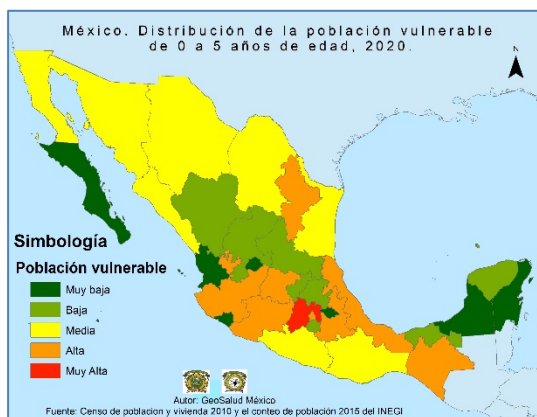 México. Distribución de la población vulnerable
de 0 a 5 años de edad, 2020.
N
Simbología
Población vulnerable
Muy baja
Baja
Media
Alta
Muy Alta
Autor: GeoSalud México
Fuente: Censo de poblacion y vivienda 2010 y el conteo de población 2015 del INEGI